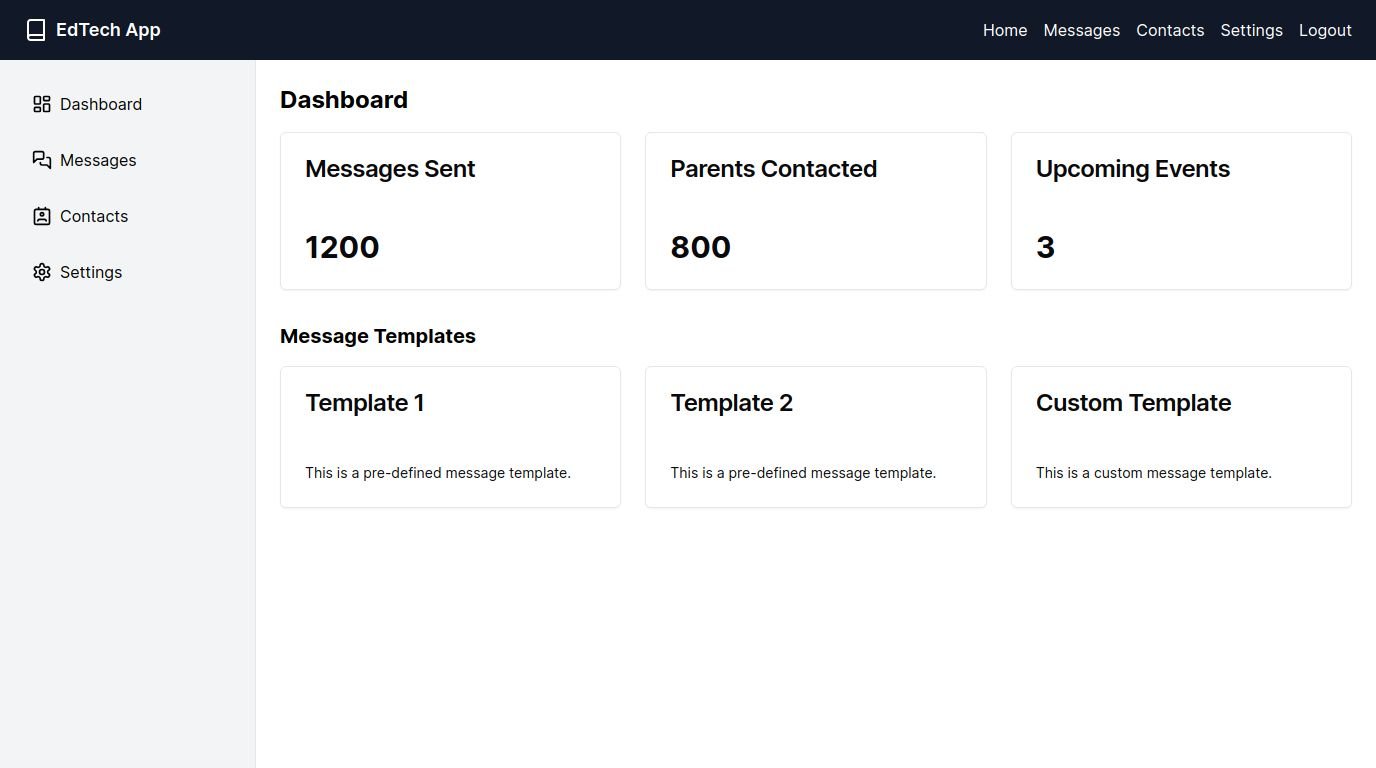 EdTech App
Home Messages Contacts Settings Logout
Dashboard
Messages
Contacts
Settings
Dashboard
Messages Sent
1200
Parents Contacted
800
Upcoming Events
3
Message Templates
Template 1
This is a pre-defined message template.
Template 2
This is a pre-defined message template.
Custom Template
This is a custom message template.